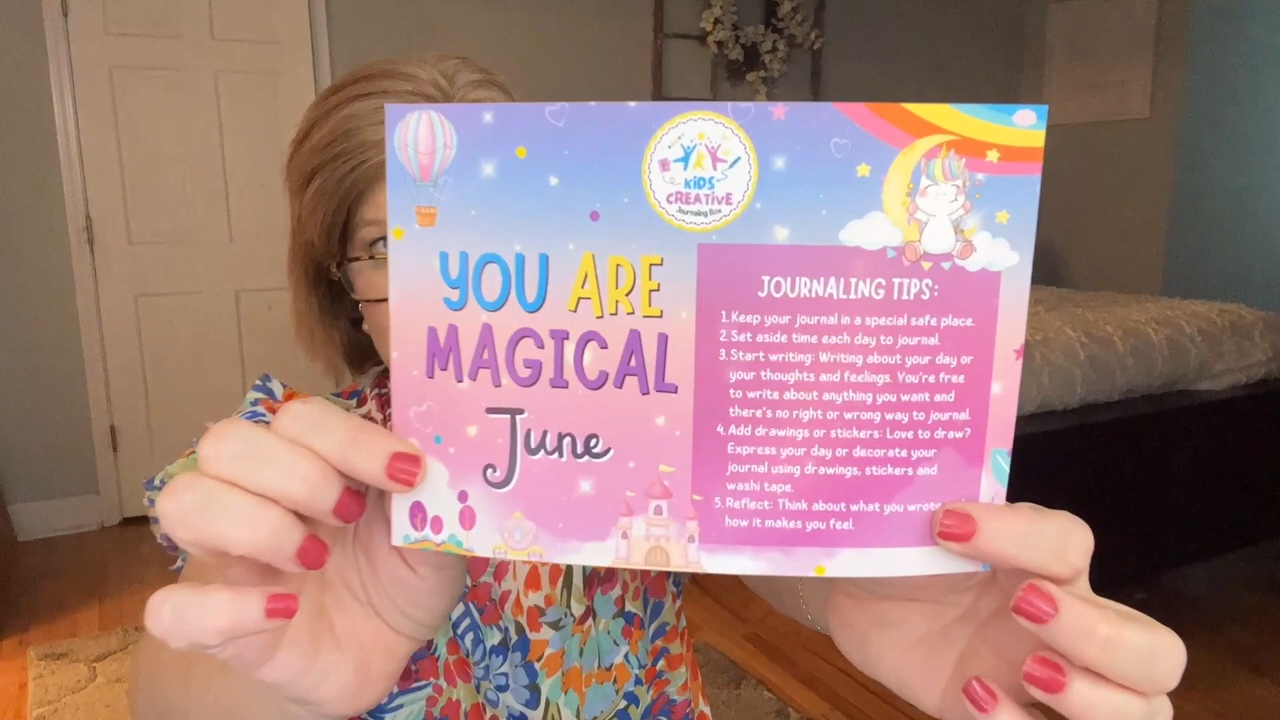 KiDS
CREATIVE
Journaling Box
YOU ARE
MAGICAL
June
JOURNALING TIPS:
1. Keep your journal in a special safe place.
2. Set aside time each day to journal.
3. Start writing: Writing about your day or
your thoughts and feelings. You're free
to write about anything you want and
there's no right or wrong way to journal.
4. Add drawings or stickers: Love to draw?
Express your day or decorate your
journal using drawings, stickers and
washi tape.
5. Reflect: Think about what you wrote
how it makes you feel.